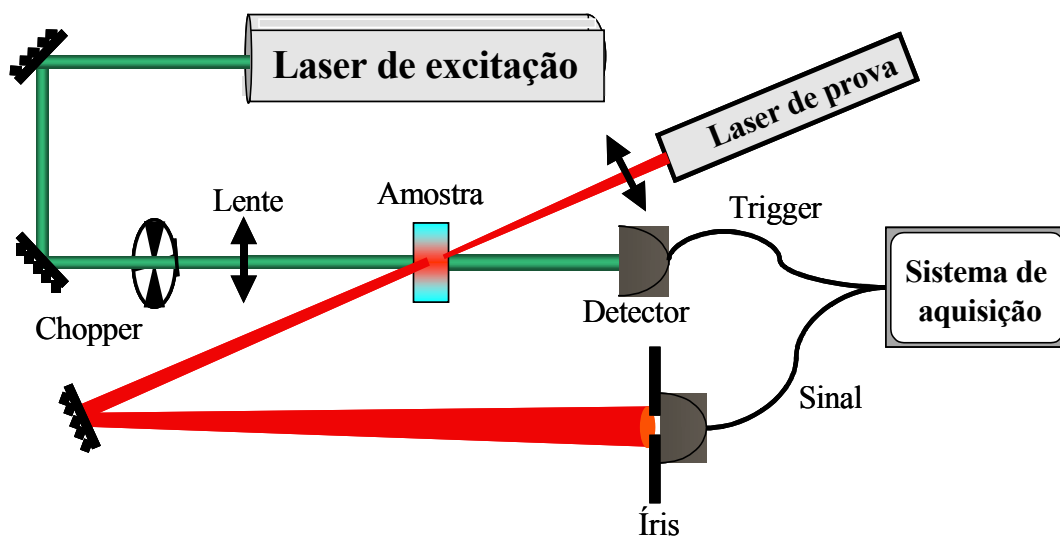 Laser de excitação
Laser de prova
Lente
Amostra
Trigger
Chopper
Detector
Sistema de
aquisição
Sinal
Íris